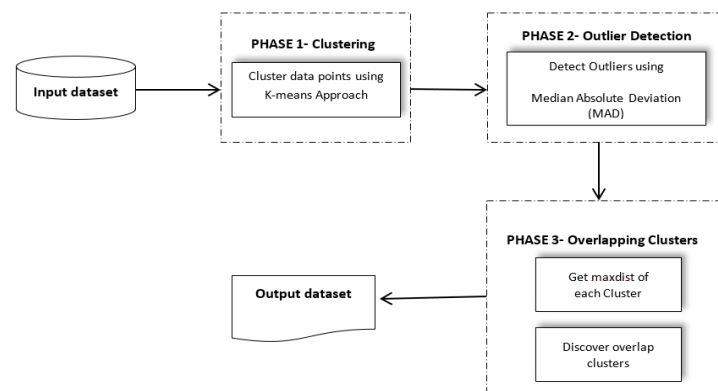 Input dataset
PHASE 1- Clustering
Cluster data points using
K-means Approach
PHASE 2- Outlier Detection
Detect Outliers using
Median Absolute Deviation
(MAD)
PHASE 3- Overlapping Clusters
Get maxdist of
each Cluster
Discover overlap
clusters
Output dataset